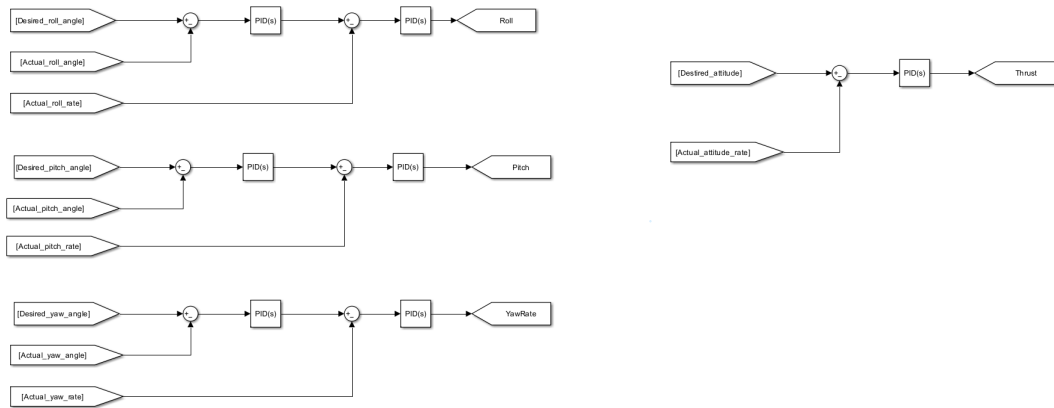 [Desired_roll_angle]
+
_
PID(s)
+
_
PID(s)
Roll
[Actual_roll_angle]
[Actual_roll_rate]
[Desired_pitch_angle]
+
_
PID(s)
+
_
PID(s)
Pitch
[Actual_pitch_angle]
[Actual_pitch_rate]
[Desired_yaw_angle]
+
_
PID(s)
+
_
PID(s)
YawRate
[Actual_yaw_angle]
[Actual_yaw_rate]
[Destired_attitude]
+
_
PID(s)
Thrust
[Actual_attitude_rate]